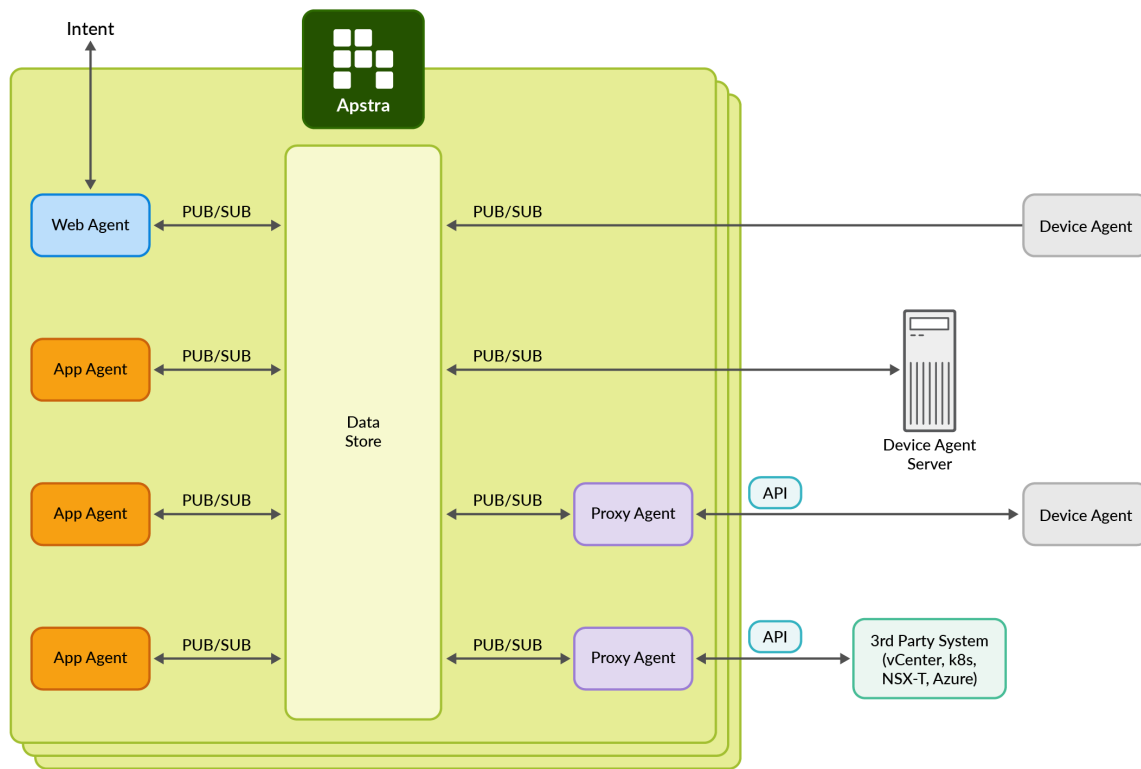 Intent
Apstra
Web Agent
PUB/SUB
PUB/SUB
Device Agent
App Agent
PUB/SUB
PUB/SUB
Device Agent
Server
Data
Store
App Agent
PUB/SUB
PUB/SUB
Proxy Agent
API
Device Agent
App Agent
PUB/SUB
PUB/SUB
Proxy Agent
API
3rd Party System
(vCenter, k8s,
NSX-T, Azure)